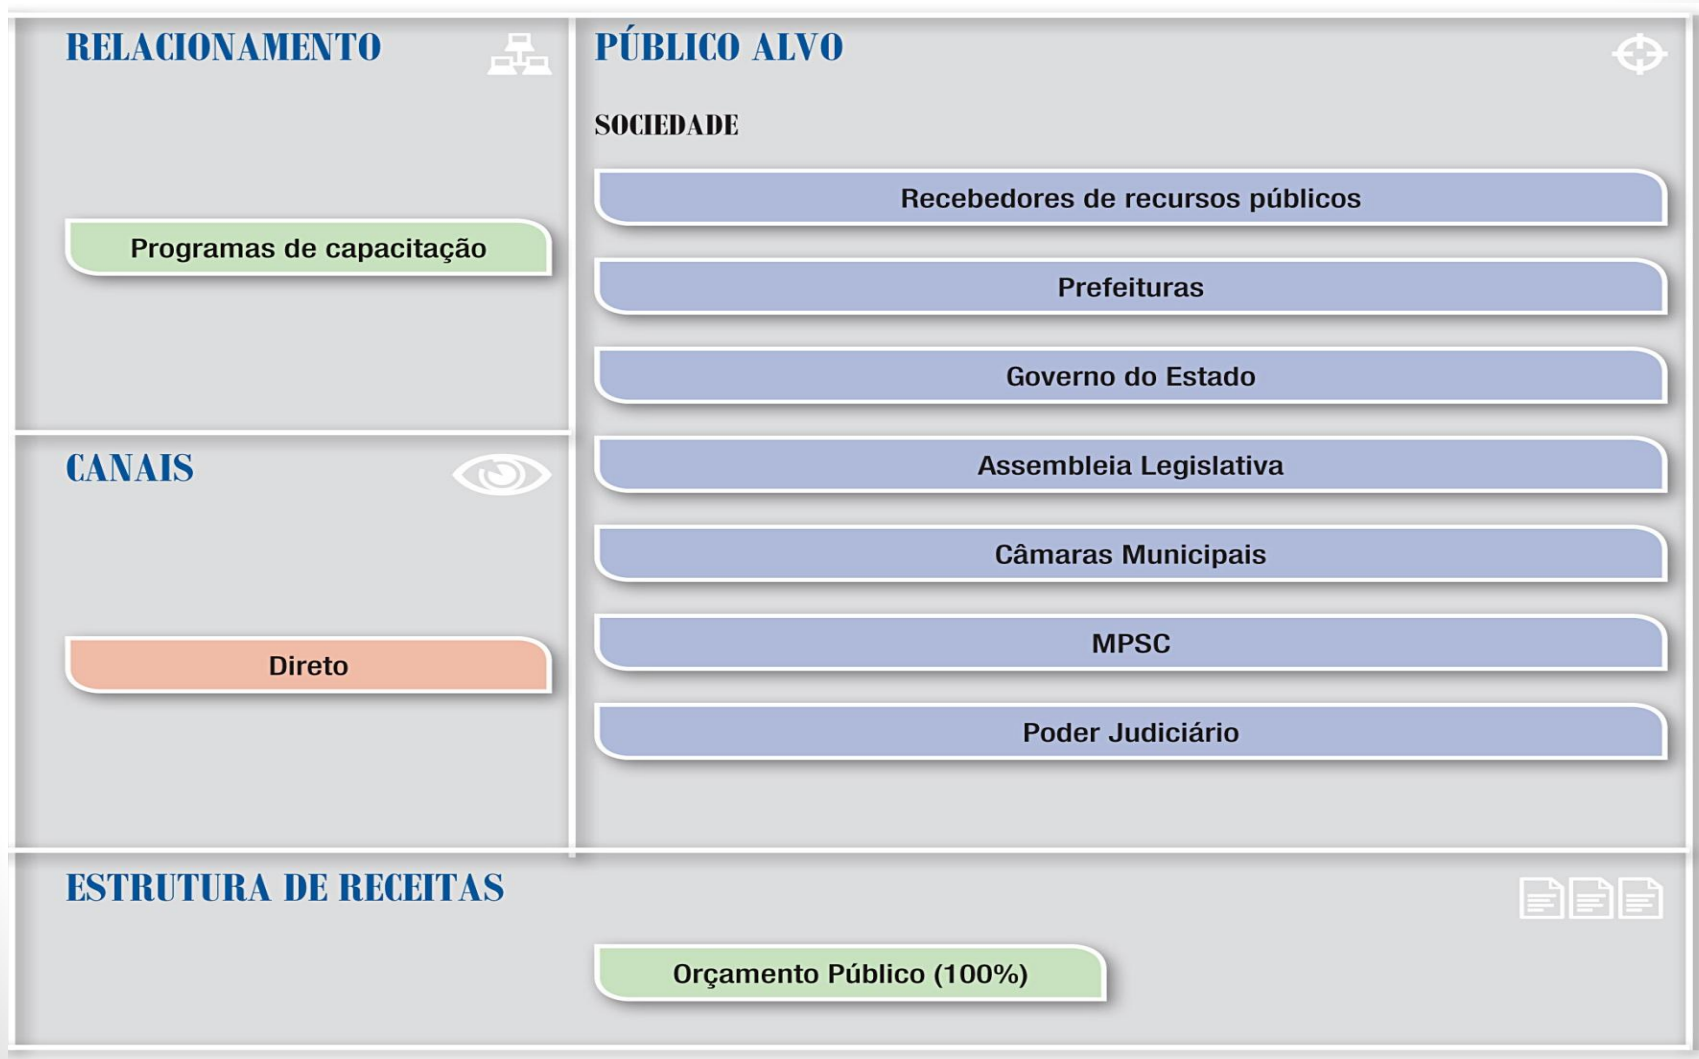 RELACIONAMENTO
Programas de capacitação
CANAIS
Direto
PÚBLICO ALVO
SOCIEDADE
Recebedores de recursos públicos
Prefeituras
Governo do Estado
Assembleia Legislativa
Câmaras Municipais
MPSC
Poder Judiciário
ESTRUTURA DE RECEITAS
Orçamento Público (100%)